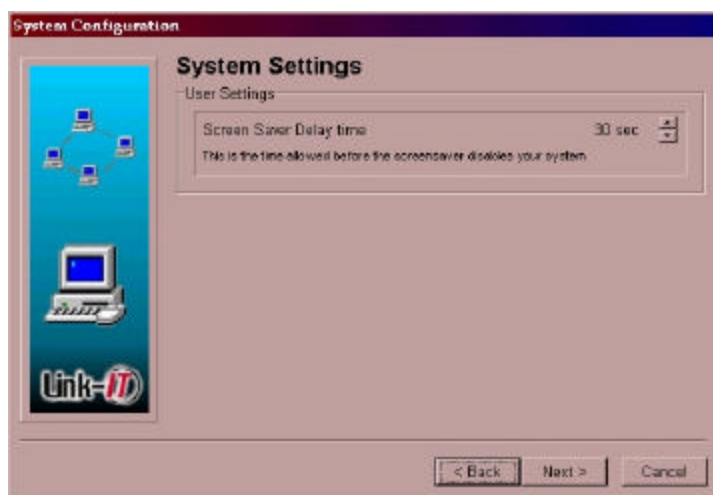 System Configuration
System Settings
User Settings
Screen Saver Delay time 30 sec
This is the time allowed before the screensaver disables your system
Link-IT
< Back Next > Cancel